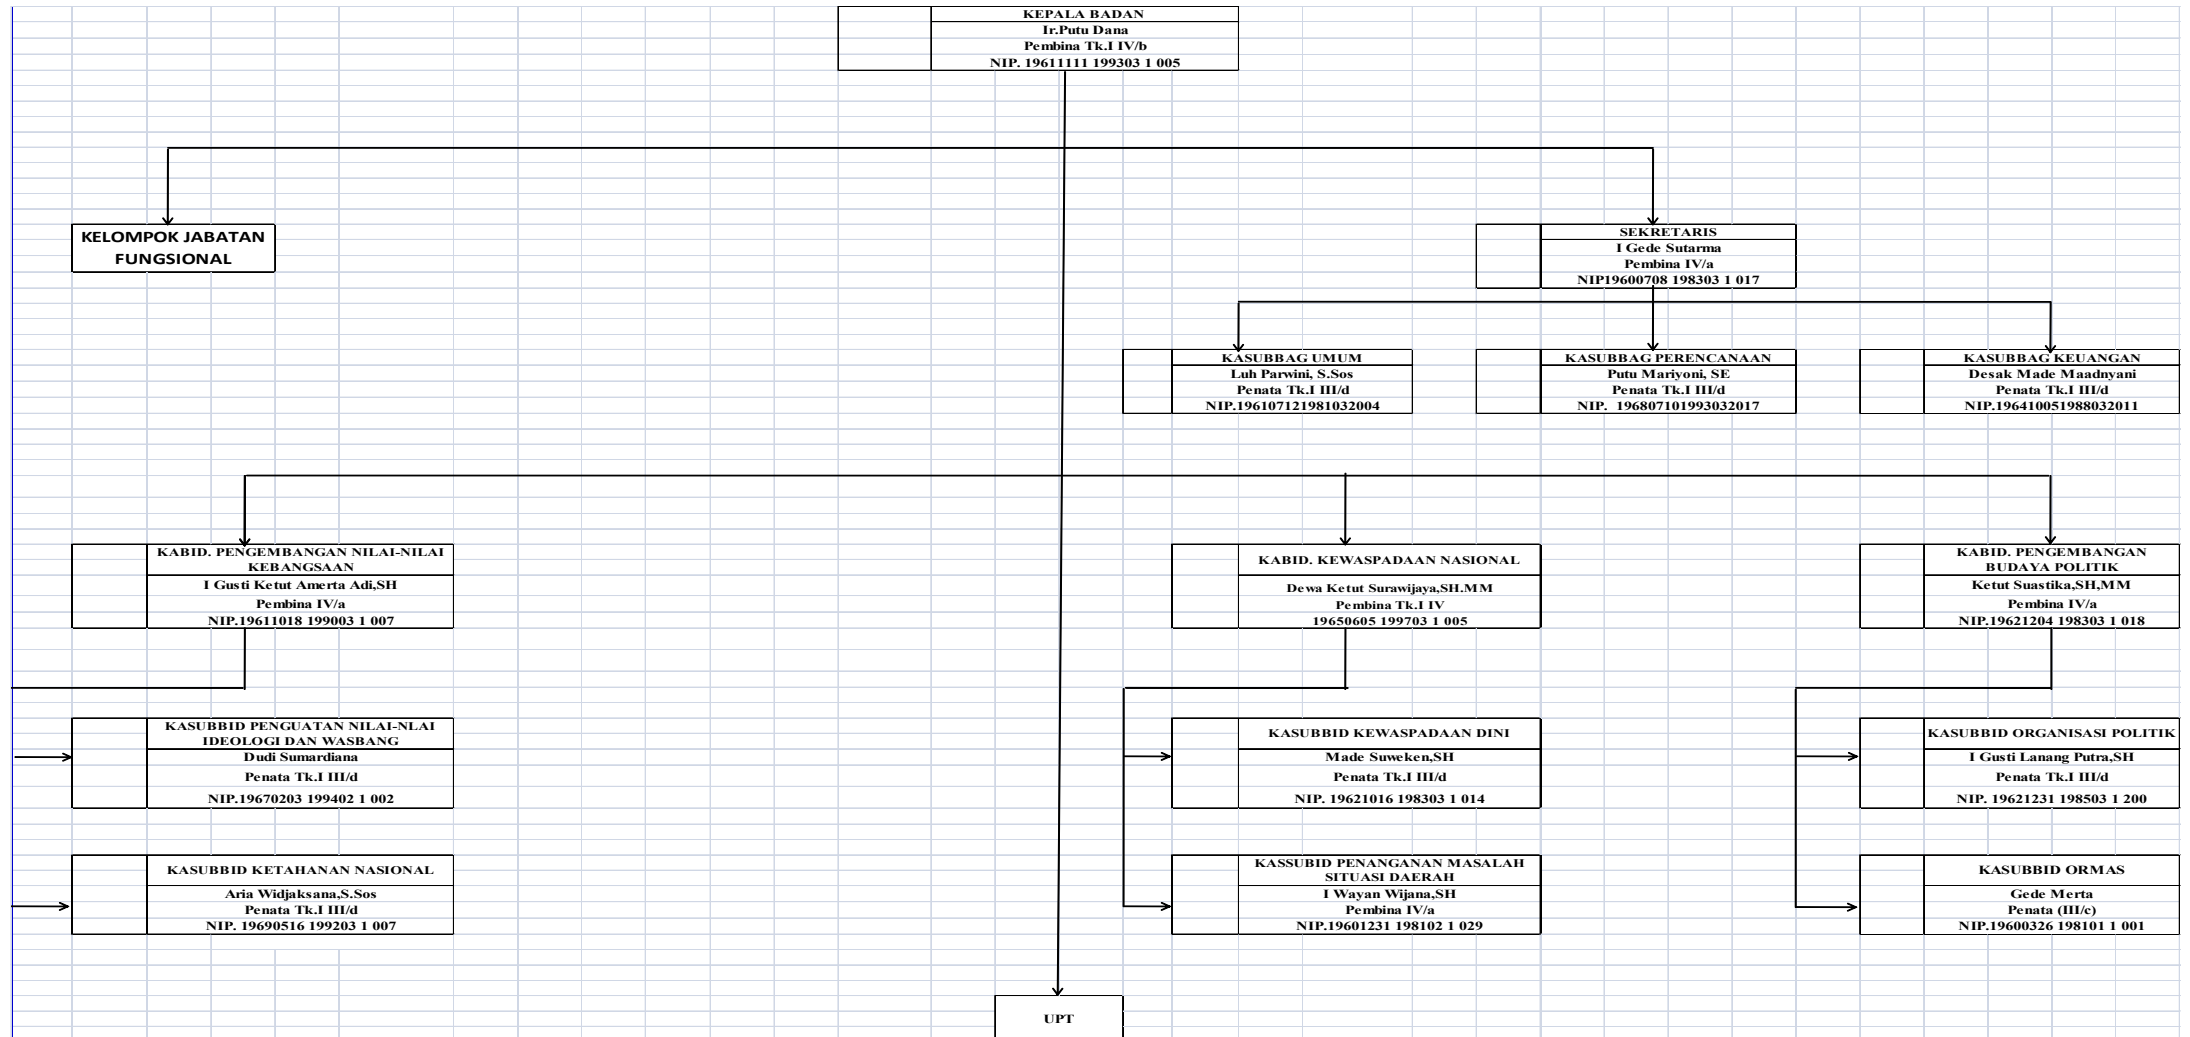 KEPALA BADAN
Ir.Putu Dana
Pembina Tk.I IV/b
NIP. 19611111 199303 1 005
KELOMPOK JABATAN
FUNGSIONAL
SEKRETARIS
I Gede Sutarma
Pembina IV/a
NIP19600708 198303 1 017
KASUBBAG UMUM
Luh Parwini, S.Sos
Penata Tk.I III/d
NIP.196107121981032004
KASUBBAG PERENCANAAN
Putu Mariyoni, SE
Penata Tk.I III/d
NIP. 196807101993032017
KASUBBAG KEUANGAN
Desak Made Maadnyani
Penata Tk.I III/d
NIP.196410051988032011
KABID. PENGEMBANGAN NILAI-NILAI
KEBANGSAAN
I Gusti Ketut Amerta Adi,SH
Pembina IV/a
NIP.19611018 199003 1 007
KABID. KEWASPADAAN NASIONAL
Dewa Ketut Surawijaya,SH.MM
Pembina Tk.I IV
19650605 199703 1 005
KABID. PENGEMBANGAN
BUDAYA POLITIK
Ketut Suastika,SH,MM
Pembina IV/a
NIP.19621204 198303 1 018
KASUBBID PENGUATAN NILAI-NLAI
IDEOLOGI DAN WASBANG
Dudi Sumardiana
Penata Tk.I III/d
NIP.19670203 199402 1 002
KASUBBID KEWASPADAAN DINI
Made Suweken,SH
Penata Tk.I III/d
NIP. 19621016 198303 1 014
KASUBBID ORGANISASI POLITIK
I Gusti Lanang Putra,SH
Penata Tk.I III/d
NIP. 19621231 198503 1 200
KASUBBID KETAHANAN NASIONAL
Aria Widjaksana,S.Sos
Penata Tk.I III/d
NIP. 19690516 199203 1 007
KASSUBID PENANGANAN MASALAH
SITUASI DAERAH
I Wayan Wijana,SH
Pembina IV/a
NIP.19601231 198102 1 029
KASUBBID ORMAS
Gede Merta
Penata (III/c)
NIP.19600326 198101 1 001
UPT